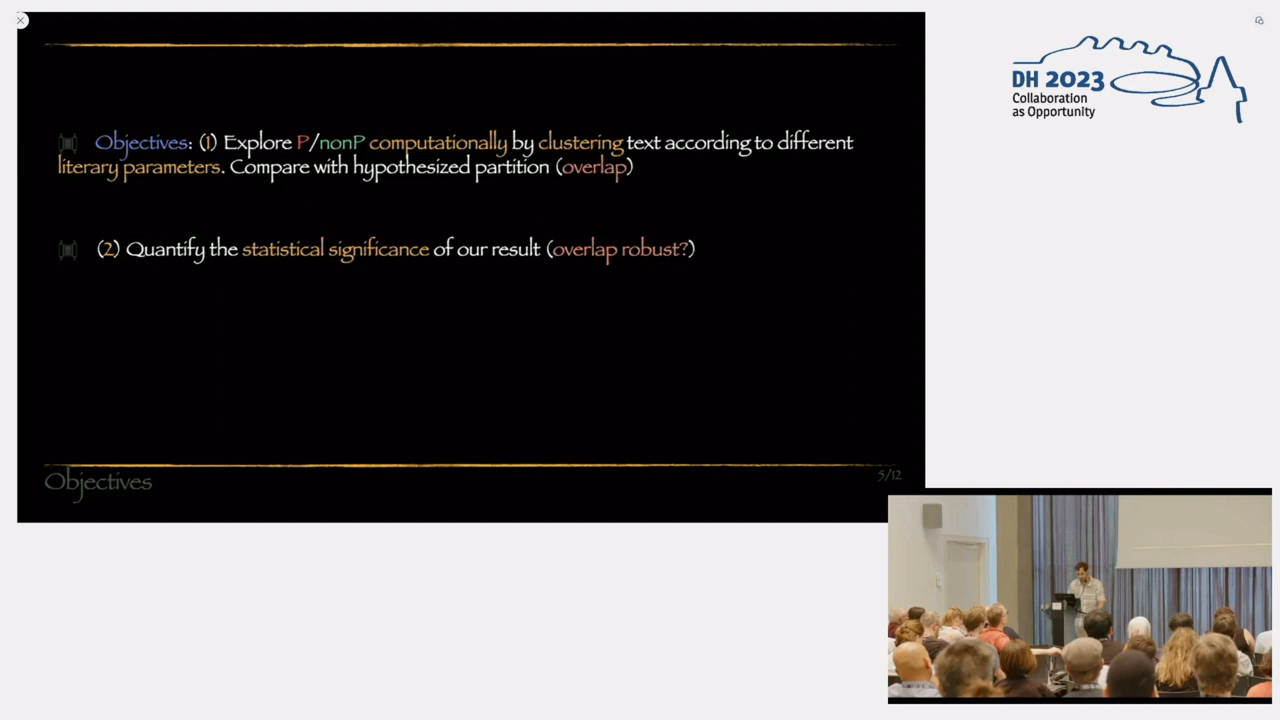 Objectives: (1) Explore P/nonP computationally by clustering text according to different
literary parameters. Compare with hypothesized partition (overlap)
(2) Quantify the statistical significance of our result (overlap robust?)
Objectives
5/12
DH 2023
Collaboration
as Opportunity